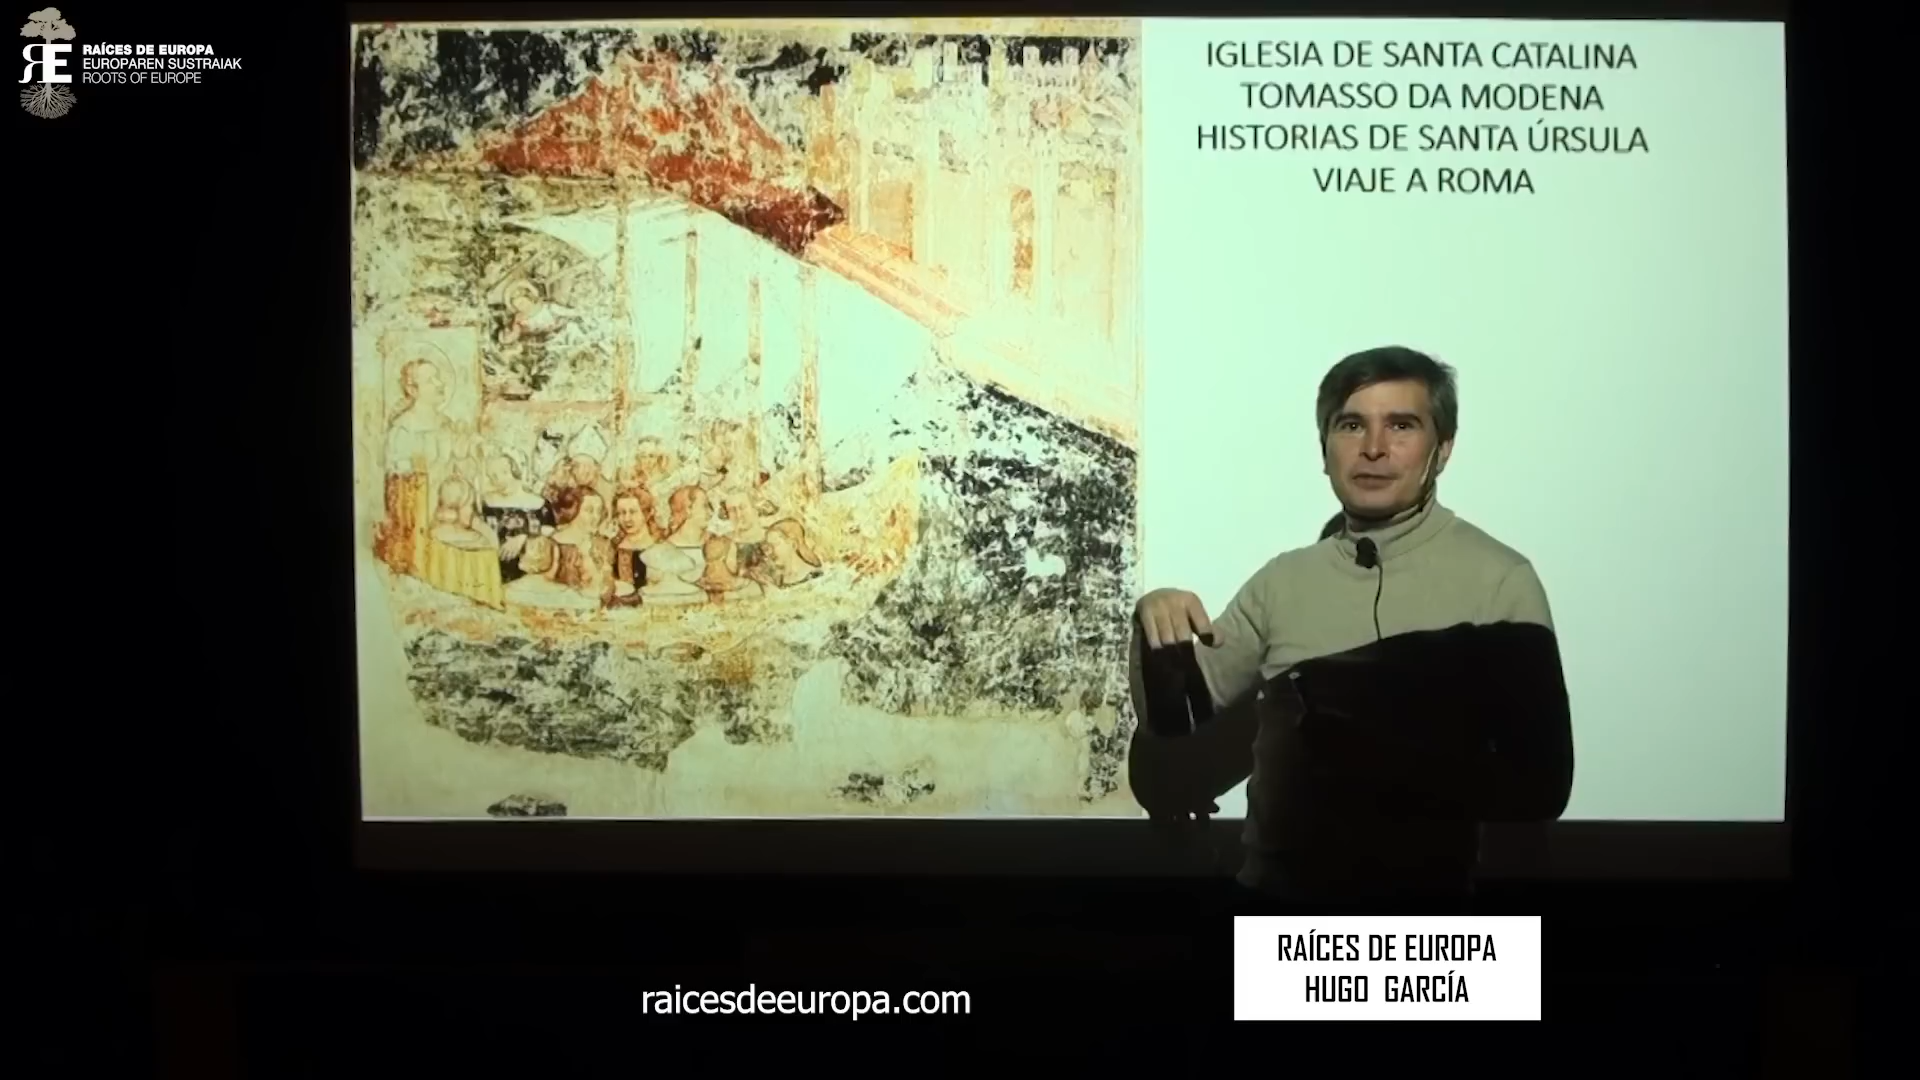 RE
RAÍCES DE EUROPA
EUROPAREN SUSTRAIAK
ROOTS OF EUROPE
IGLESIA DE SANTA CATALINA
TOMASSO DA MODENA
HISTORIAS DE SANTA ÚRSULA
VIAJE A ROMA
RAÍCES DE EUROPA
HUGO GARCÍA
raicesdeeuropa.com